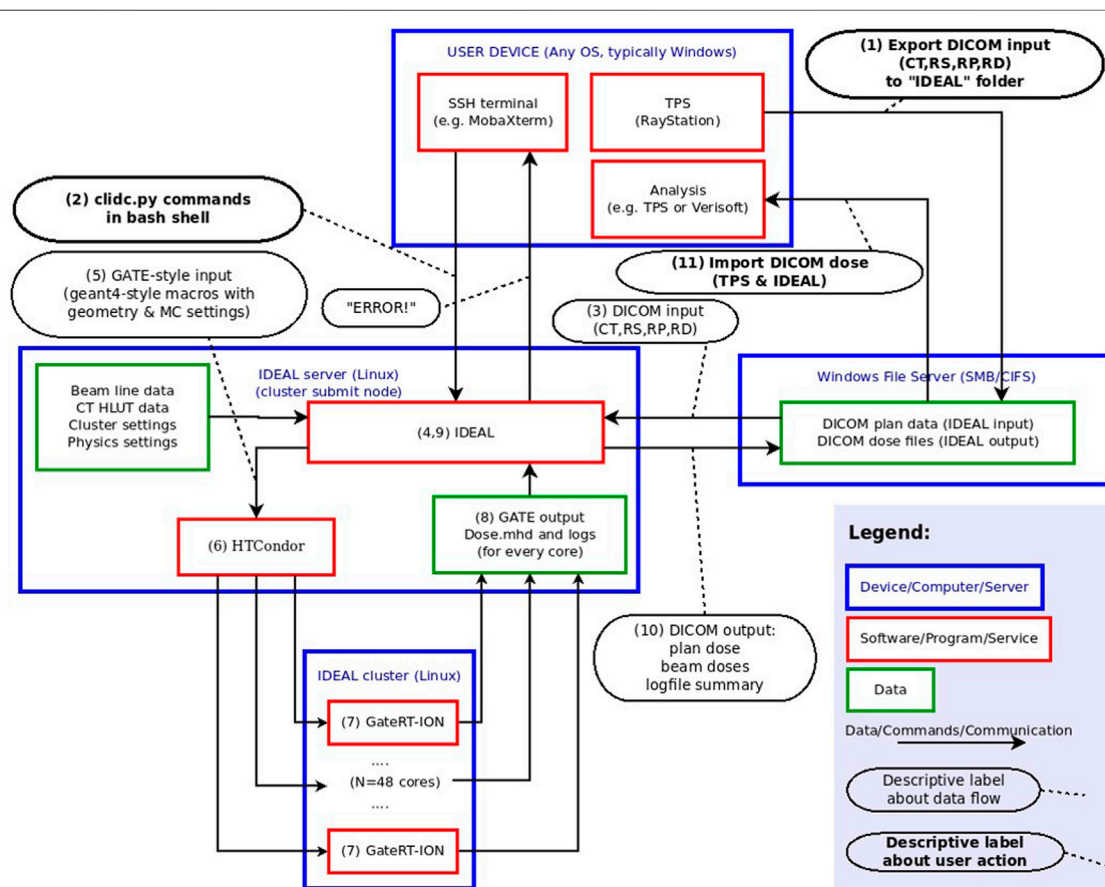 USER DEVICE (Any OS, typically Windows)
SSH terminal
(e.g. MobaXterm)
TPS
(RayStation)
Analysis
(e.g. TPS or Verisoft)
(1) Export DICOM input
(CT,RS,RP,RD)
to "IDEAL" folder
(2) clidc.py commands
in bash shell
(5) GATE-style input
(geant4-style macros with
geometry & MC settings)
"ERROR!"
(11) Import DICOM dose
(TPS & IDEAL)
(3) DICOM input
(CT,RS,RP,RD)
IDEAL server (Linux)
(cluster submit node)
Beam line data
CT HLUT data
Cluster settings
Physics settings
(4,9) IDEAL
Windows File Server (SMB/CIFS)
DICOM plan data (IDEAL input)
DICOM dose files (IDEAL output)
(6) HTCondor
(8) GATE output
Dose.mhd and logs
(for every core)
(10) DICOM output:
plan dose
beam doses
logfile summary
IDEAL cluster (Linux)
(7) GateRT-ION
....
(N=48 cores)
....
(7) GateRT-ION
Legend:
Device/Computer/Server
Software/Program/Service
Data
Data/Commands/Communication
Descriptive label
about data flow
Descriptive label
about user action